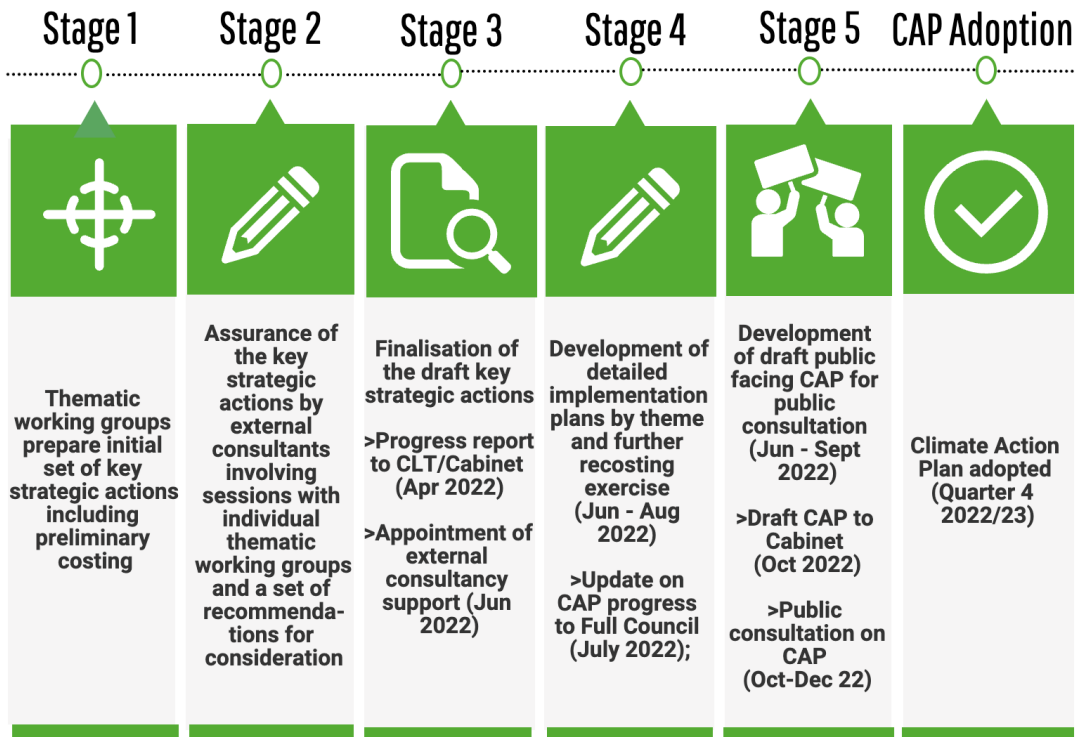 Stage 1
Stage 2
Stage 3
Stage 4
Stage 5
CAP Adoption
Thematic
working groups
prepare initial
set of key
strategic actions
including
preliminary
costing
Assurance of
the key
strategic
actions by
external
consultants
involving
sessions with
individual
thematic
working groups
and a set of
recommenda-
tions for
consideration
Finalisation of
the draft key
strategic actions
>Progress report
to CLT/Cabinet
(Apr 2022)
>Appointment of
external
consultancy
support (Jun
2022)
Development of
detailed
implementation
plans by theme
and further
recosting
exercise
(Jun - Aug
2022)
>Update on
CAP progress
to Full Council
(July 2022);
Development
of draft public
facing CAP for
public
consultation
(Jun - Sept
2022)
>Draft CAP to
Cabinet
(Oct 2022)
>Public
consultation on
CAP
(Oct-Dec 22)
Climate Action
Plan adopted
(Quarter 4
2022/23)